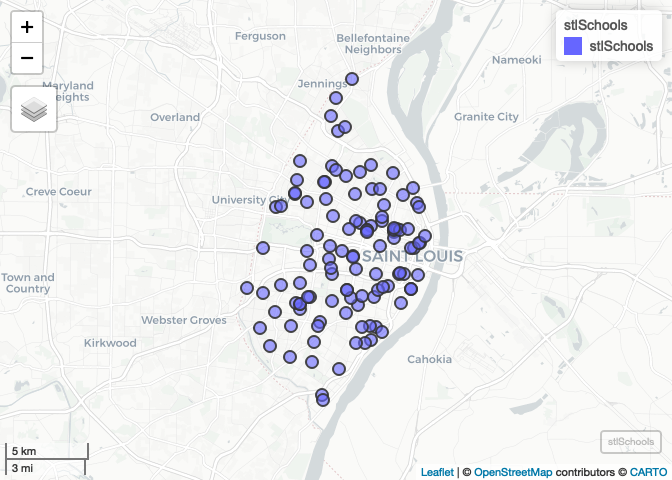 +
−
stlSchools
stlSchools
Ferguson
Bellefontaine
Neighbors
Nameoki
Maryland
Heights
Jennings
Overland
Granite City
Creve Coeur
University City
SAINT LOUIS
Town and
Country
Webster Groves
Kirkwood
Cahokia
stlSchools
5 km
3 mi
Leaflet | © OpenStreetMap contributors © CARTO